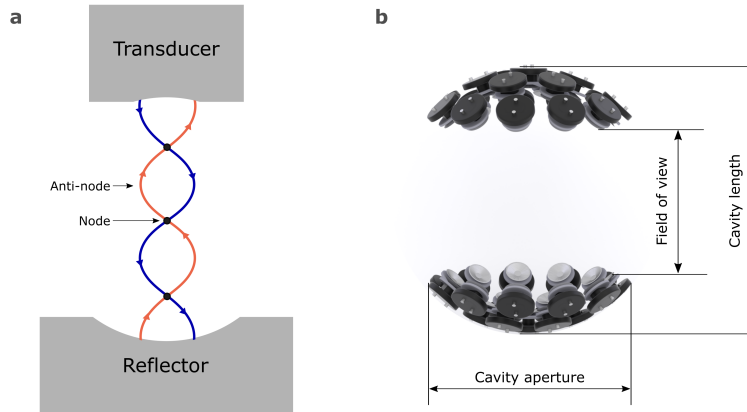 a
Transducer
Anti-node
Node
Reflector
b
Field of view
Cavity length
Cavity aperture